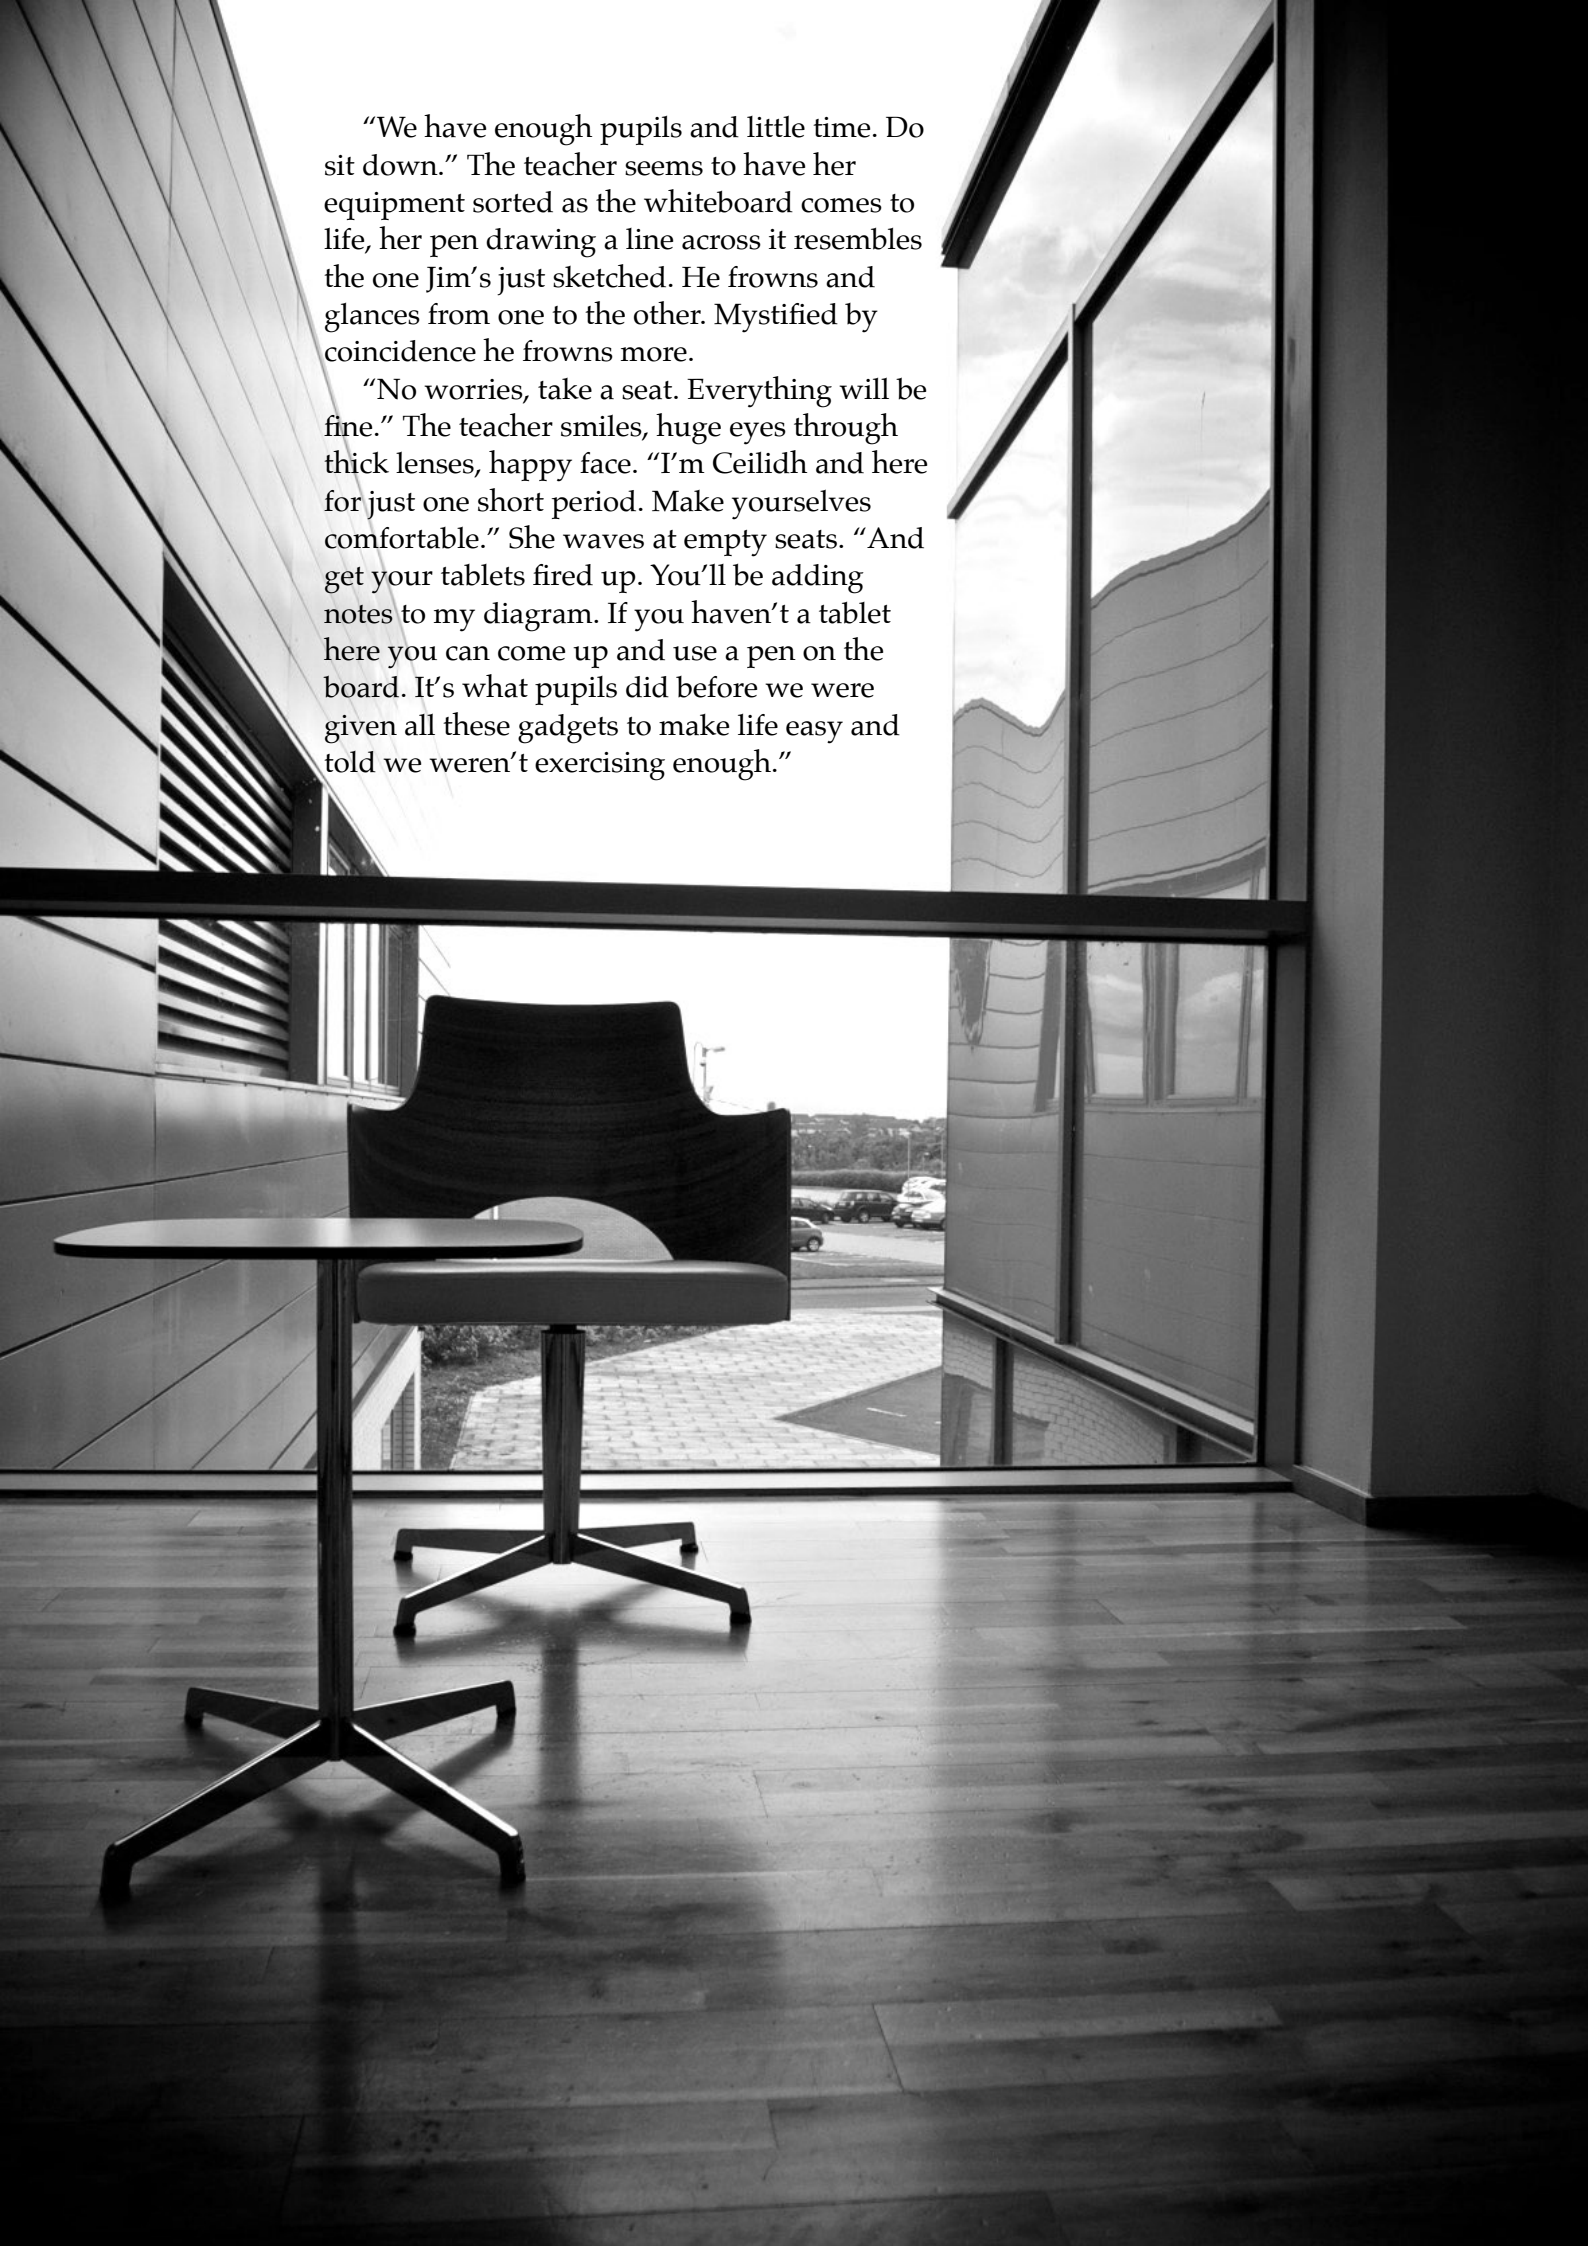 “We have enough pupils and little time. Do
sit down.” The teacher seems to have her
equipment sorted as the whiteboard comes to
life, her pen drawing a line across it resembles
the one Jim’s just sketched. He frowns and
glances from one to the other. Mystified by
coincidence he frowns more.
“No worries, take a seat. Everything will be
fine.” The teacher smiles, huge eyes through
thick lenses, happy face. “I’m Ceilidh and here
for just one short period. Make yourselves
comfortable.” She waves at empty seats. “And
get your tablets fired up. You’ll be adding
notes to my diagram. If you haven’t a tablet
here you can come up and use a pen on the
board. It’s what pupils did before we were
given all these gadgets to make life easy and
told we weren’t exercising enough.”